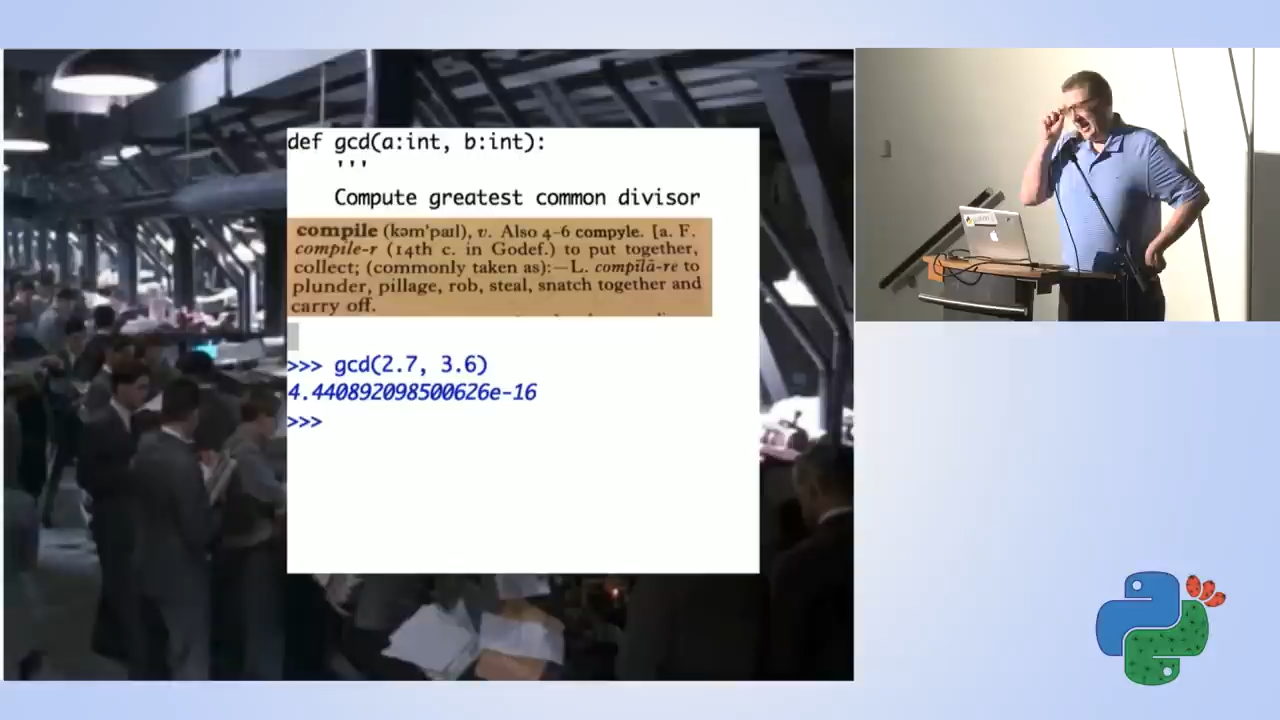 def gcd(a:int, b:int):
'''
Compute greatest common divisor
compile (kəm'paɪl), v. Also 4–6 compyle. [a. F.
compile-r (14th c. in Godef.) to put together,
collect; (commonly taken as):—L. compīlā-re to
plunder, pillage, rob, steal, snatch together and
carry off.
>>> gcd(2.7, 3.6)
4.440892098500626e-16
>>>